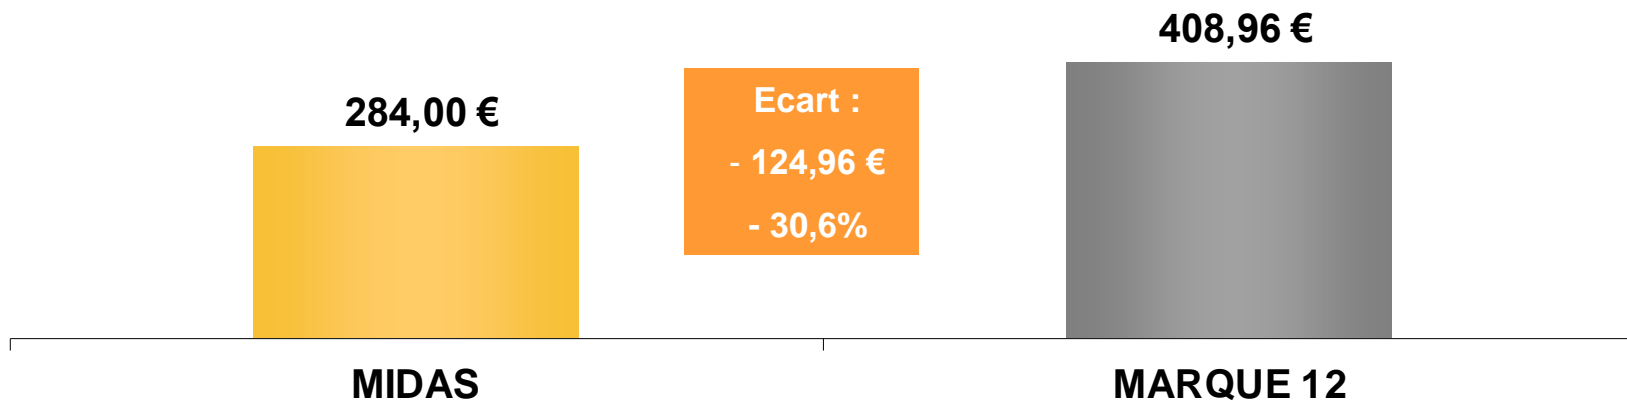 408,96 €
284,00 €
Ecart :
- 124,96 €
- 30,6%
MIDAS
MARQUE 12